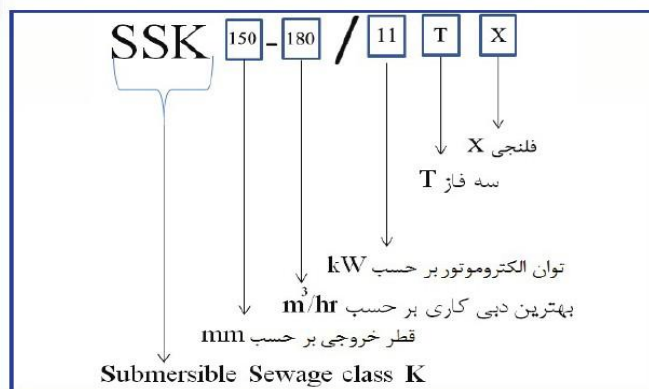 SSK 150 - 180 / 11 T X
فلنجی X
سه فاز T
توان الکتروموتور بر حسب kW
بهترین دبی کاری بر حسب m³/hr
قطر خروجی بر حسب mm
Submersible Sewage class K